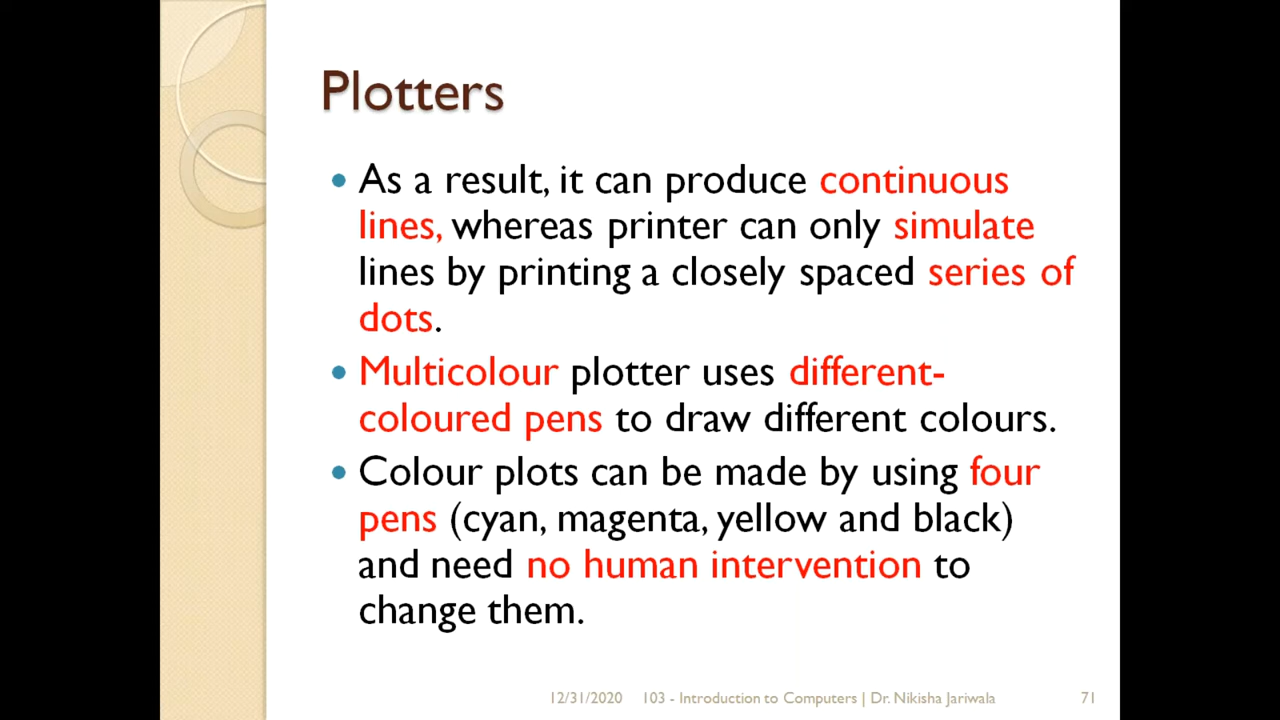 Plotters
• As a result, it can produce continuous
lines, whereas printer can only simulate
lines by printing a closely spaced series of
dots.
• Multicolour plotter uses different-
coloured pens to draw different colours.
• Colour plots can be made by using four
pens (cyan, magenta, yellow and black)
and need no human intervention to
change them.
12/31/2020 103 - Introduction to Computers | Dr. Nikisha Jariwala 71